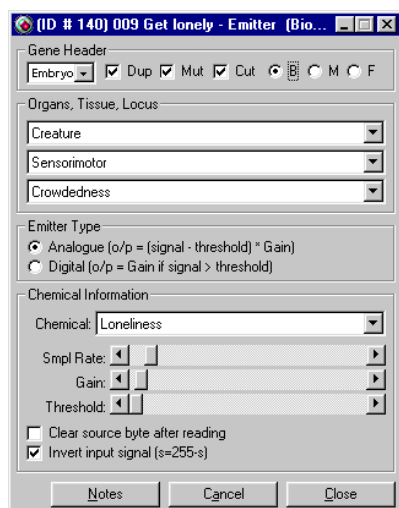 (ID # 140) 009 Get lonely - Emitter (Bio...
Gene Header
Embryo Dup Mut Cut B M F
Organs, Tissue, Locus
Creature
Sensorimotor
Crowdedness
Emitter Type
Analogue (o/p = (signal - threshold) * Gain)
Digital (o/p = Gain if signal > threshold)
Chemical Information
Chemical: Loneliness
Smpl Rate:
Gain:
Threshold:
Clear source byte after reading
Invert input signal (s=255-s)
Notes Cancel Close